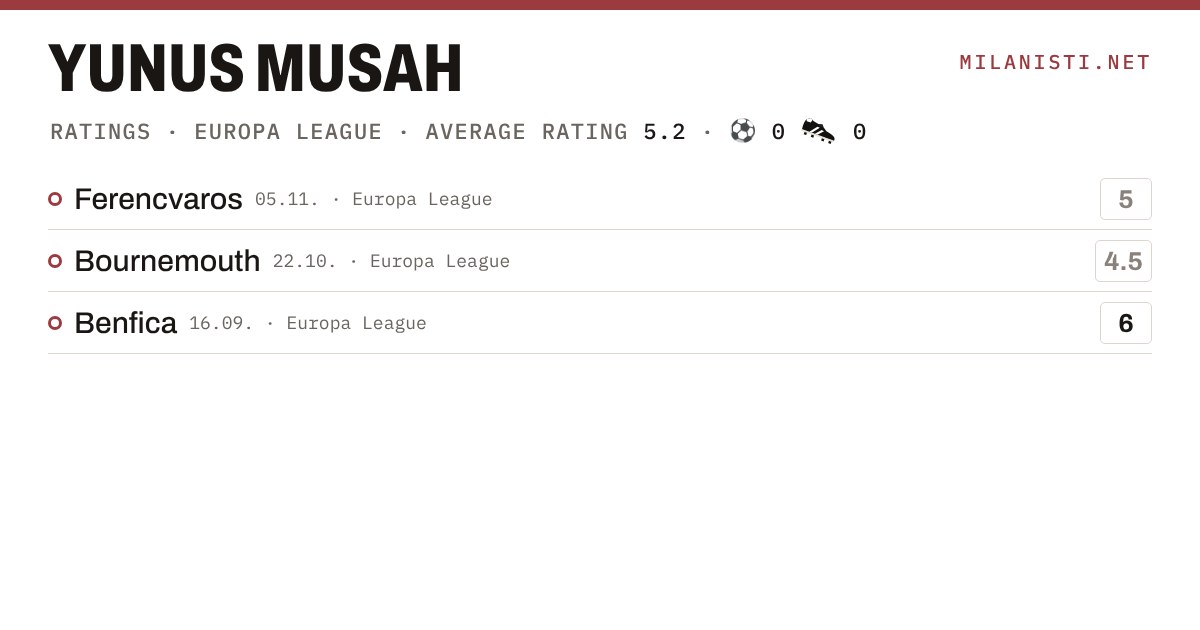 YUNUS MUSAH
MILANISTI.NET
RATINGS · EUROPA LEAGUE · AVERAGE RATING 5.2 · ⚽ 0 0
Ferencvaros 05.11. · Europa League 5
Bournemouth 22.10. · Europa League 4.5
Benfica 16.09. · Europa League 6